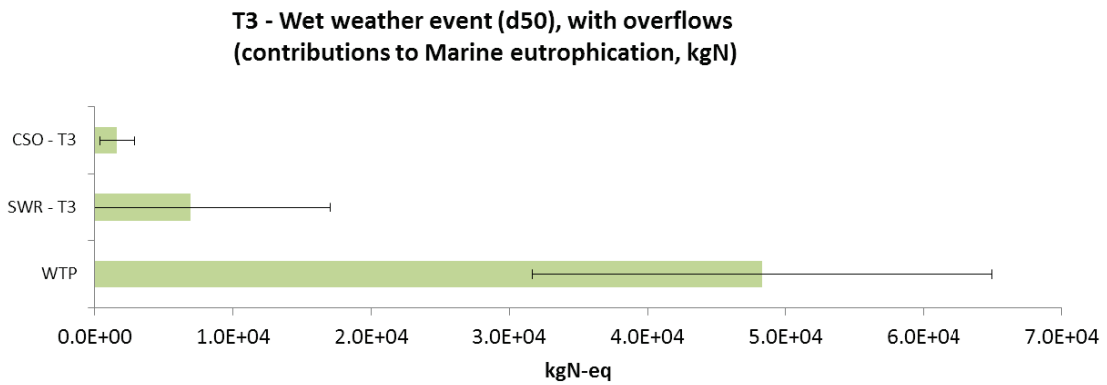 T3 - Wet weather event (d50), with overflows
(contributions to Marine eutrophication, kgN)
CSO - T3
SWR - T3
WTP
0.0E+00 1.0E+04 2.0E+04 3.0E+04 4.0E+04 5.0E+04 6.0E+04 7.0E+04
kgN-eq